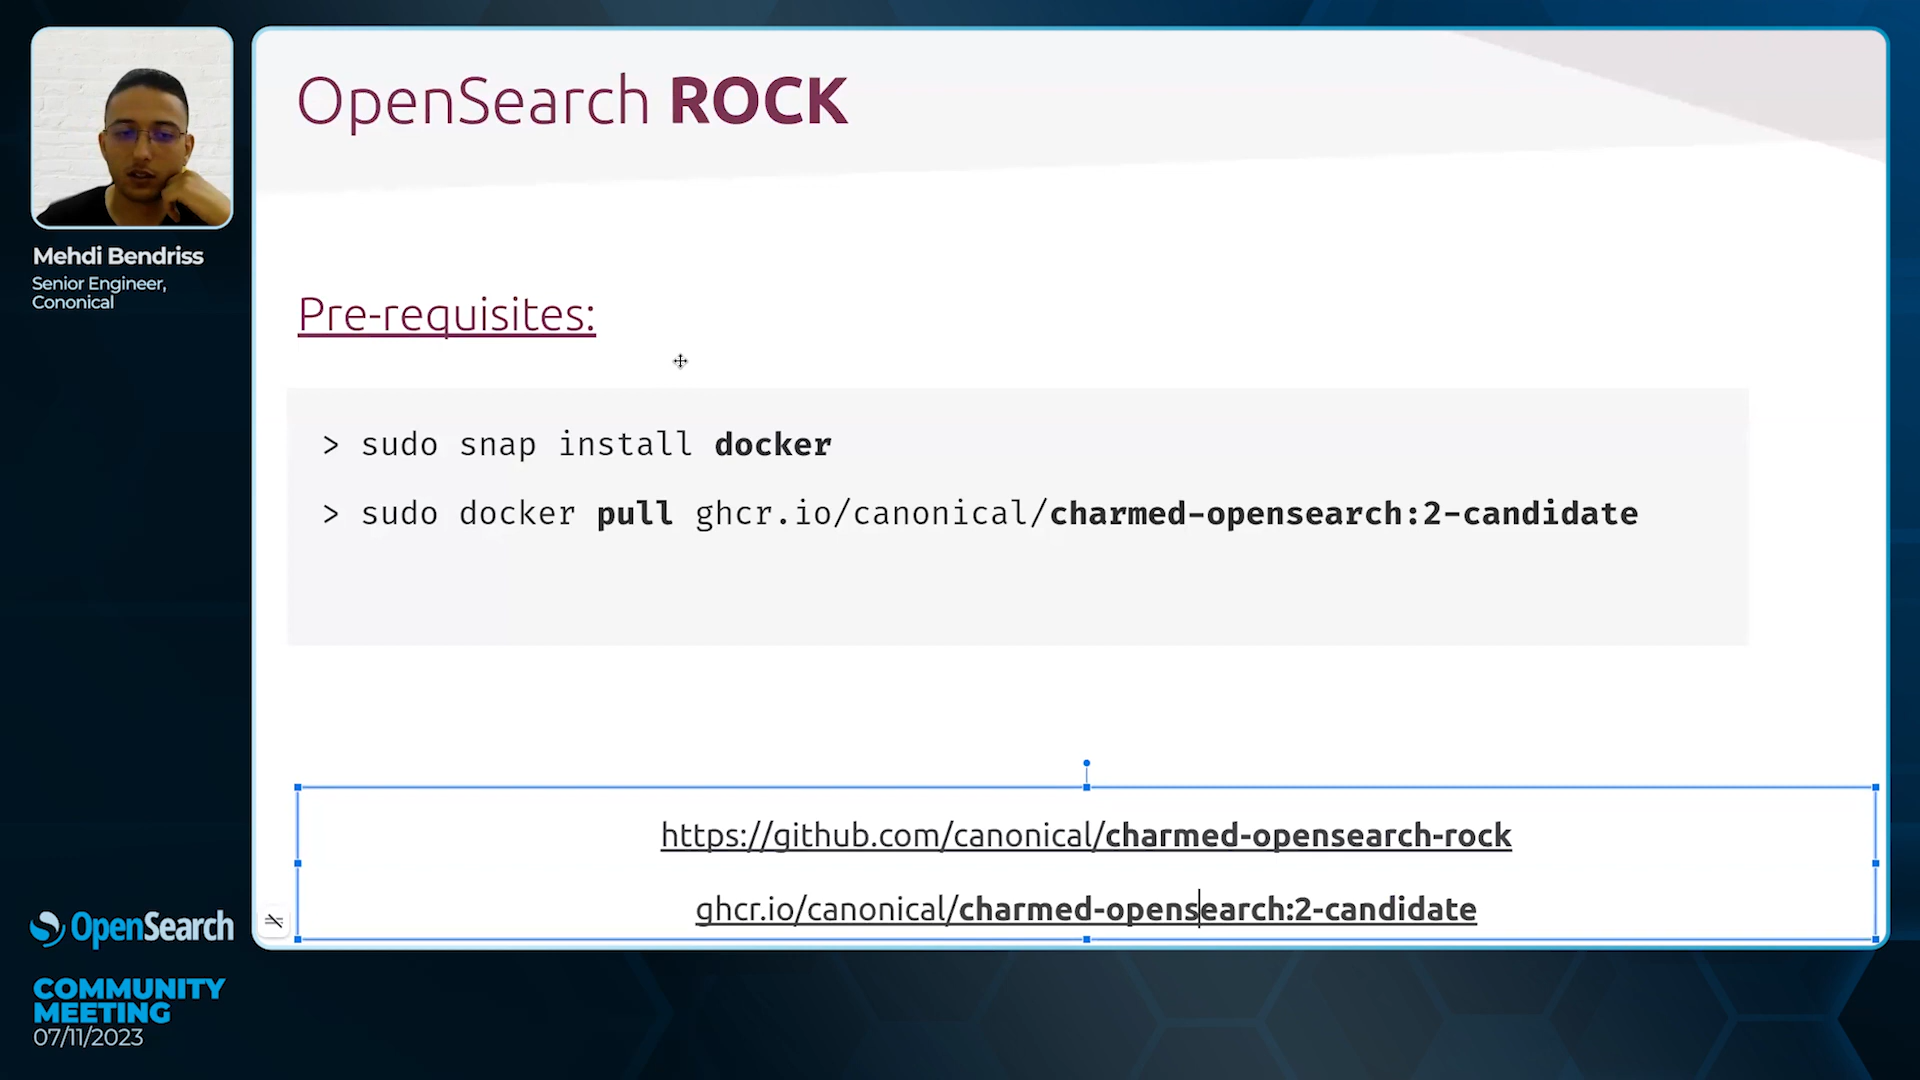 OpenSearch ROCK
Mehdi Bendriss
Senior Engineer,
Cononical
Pre-requisites:
> sudo snap install docker
> sudo docker pull ghcr.io/canonical/charmed-opensearch:2-candidate
https://github.com/canonical/charmed-opensearch-rock
ghcr.io/canonical/charmed-opensearch:2-candidate
OpenSearch
COMMUNITY
MEETING
07/11/2023